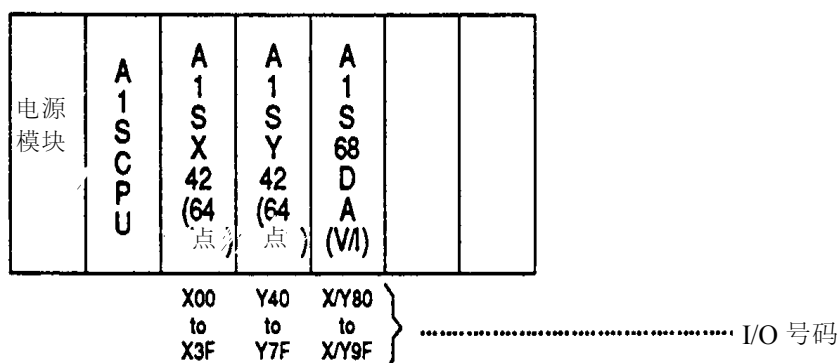 电源
模块
A1SCPU
A1SX42(64点)
A1SY42(64点)
A1S68DA(V/I)
X00
to
X3F
Y40
to
Y7F
X/Y80
to
X/Y9F
I/O 号码